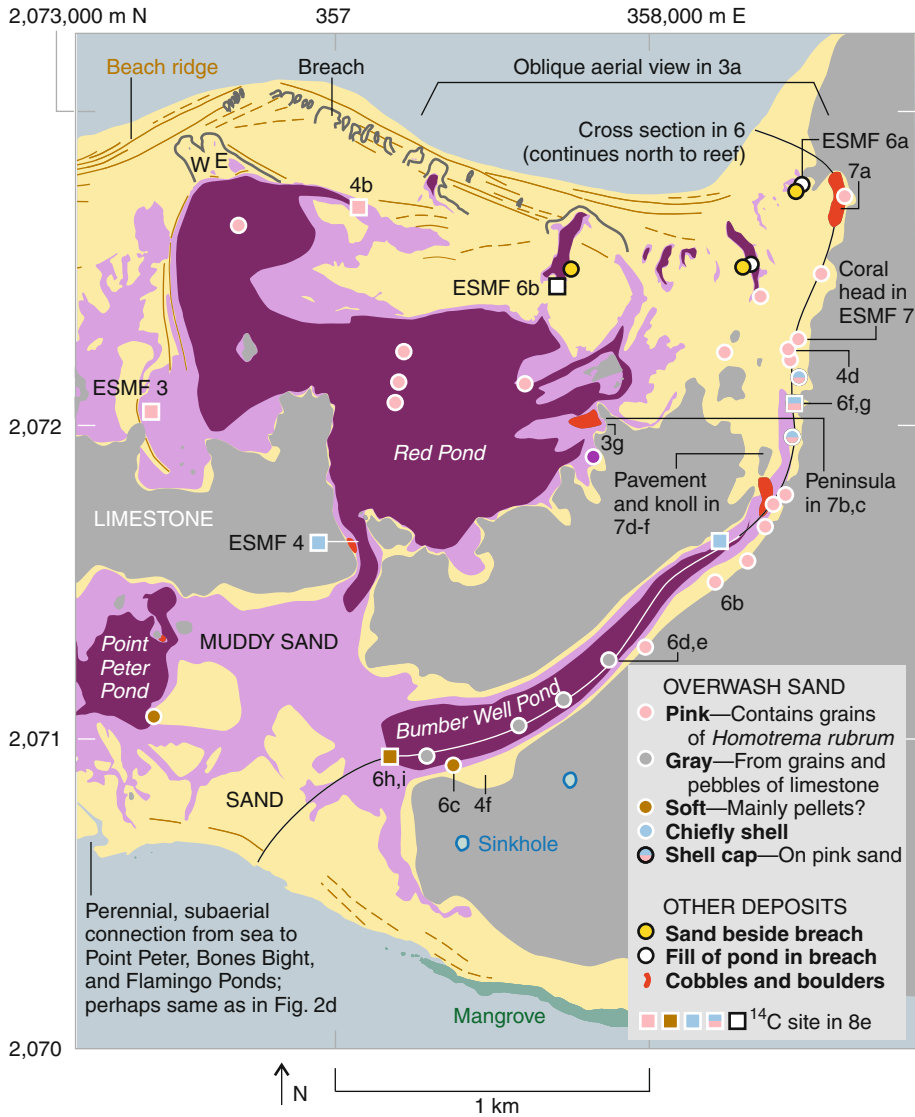 2,073,000 m N
357
358,000 m E
Beach ridge
Breach
Oblique aerial view in 3a
Cross section in 6
(continues north to reef)
ESMF 6a
7a
W E
4b
ESMF 6b
Coral
head in
ESMF 7
ESMF 3
4d
6f,g
2,072
Red Pond
3g
Pavement
and knoll in
7d-f
Peninsula
in 7b,c
LIMESTONE
ESMF 4
6b
Point
Peter
Pond
MUDDY SAND
6d,e
Bumber Well Pond
2,071
6h,i
6c
4f
SAND
Sinkhole
Perennial, subaerial
connection from sea to
Point Peter, Bones Bight,
and Flamingo Ponds;
perhaps same as in Fig. 2d
Mangrove
2,070
N
1 km
OVERWASH SAND
Pink—Contains grains
of Homotrema rubrum
Gray—From grains and
pebbles of limestone
Soft—Mainly pellets?
Chiefly shell
Shell cap—On pink sand
OTHER DEPOSITS
Sand beside breach
Fill of pond in breach
Cobbles and boulders
14C site in 8e